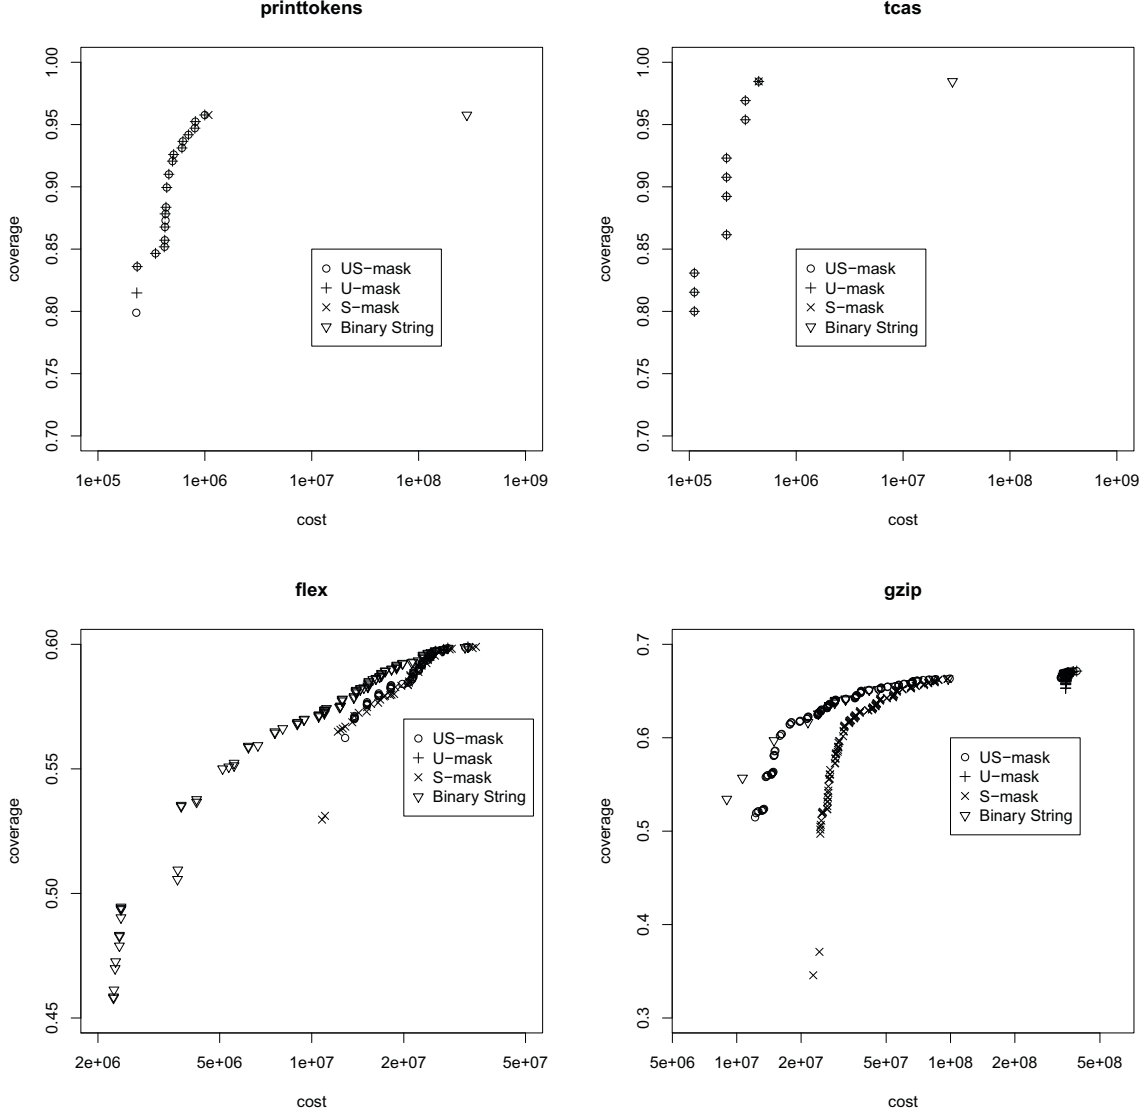 printtokens
1.00
0.95
0.90
0.85
0.80
0.75
0.70
coverage
US−mask
U−mask
S−mask
Binary String
1e+05 1e+06 1e+07 1e+08 1e+09
cost
tcas
1.00
0.95
0.90
0.85
0.80
0.75
0.70
coverage
US−mask
U−mask
S−mask
Binary String
1e+05 1e+06 1e+07 1e+08 1e+09
cost
flex
0.60
0.55
0.50
0.45
coverage
US−mask
U−mask
S−mask
Binary String
2e+06 5e+06 1e+07 2e+07 5e+07
cost
gzip
0.7
0.6
0.5
0.4
0.3
coverage
US−mask
U−mask
S−mask
Binary String
5e+06 1e+07 2e+07 5e+07 1e+08 2e+08 5e+08
cost